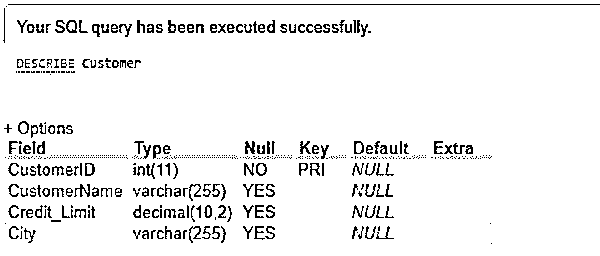 Your SQL query has been executed successfully.
DESCRIBE Customer
+ Options
Field Type Null Key Default Extra
CustomerID int(11) NO PRI NULL
CustomerName varchar(255) YES NULL
Credit_Limit decimal(10,2) YES NULL
City varchar(255) YES NULL